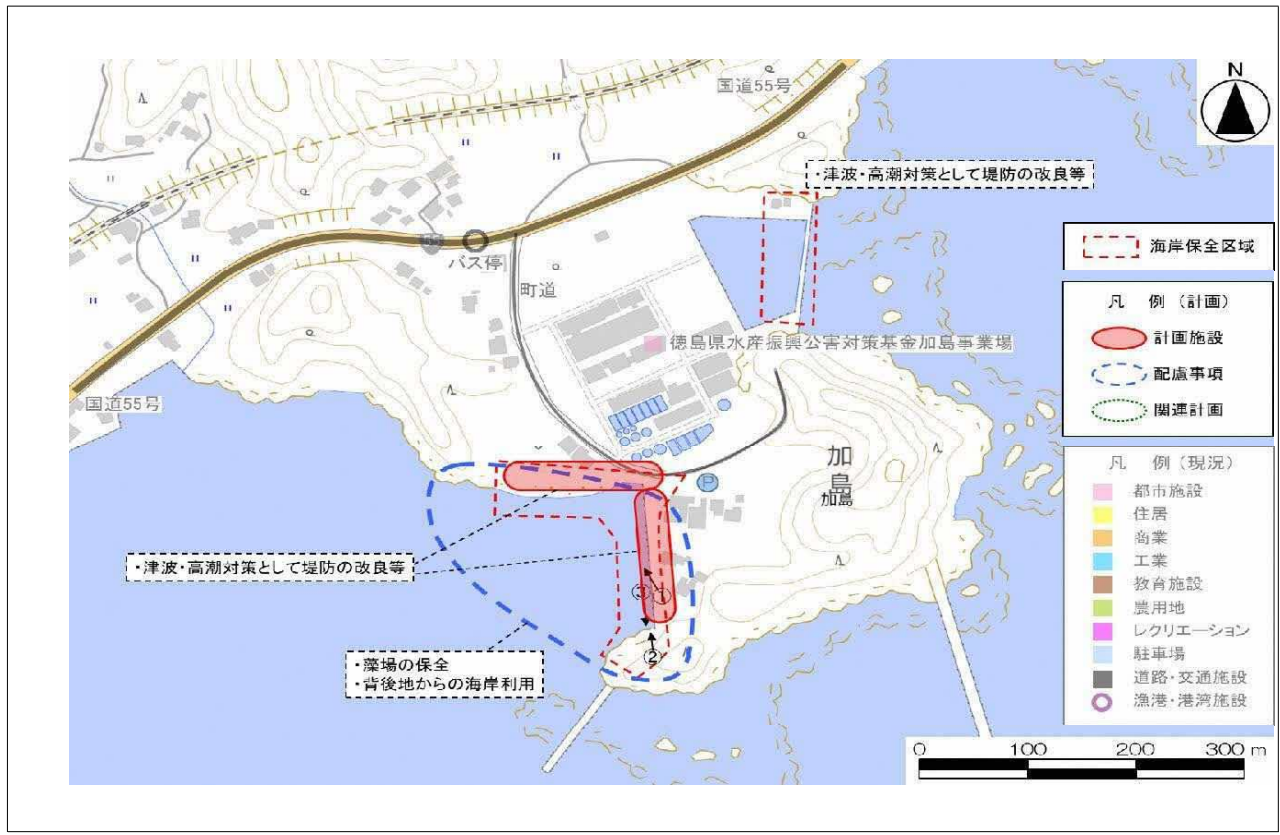 N
国道55号
・津波・高潮対策として堤防の改良等
海岸保全区域
バス停
町道
凡 例（計画）
計画施設
徳島県水産振興公害対策基金加島事業場
配慮事項
国道55号
関連計画
凡 例（現況）
加島
加島
P
都市施設
住居
商業
・津波・高潮対策として堤防の改良等
工業
教育施設
③
①
農用地
レクリエーション
②
・藻場の保全
・背後地からの海岸利用
駐車場
道路・交通施設
漁港・港湾施設
0 100 200 300 m